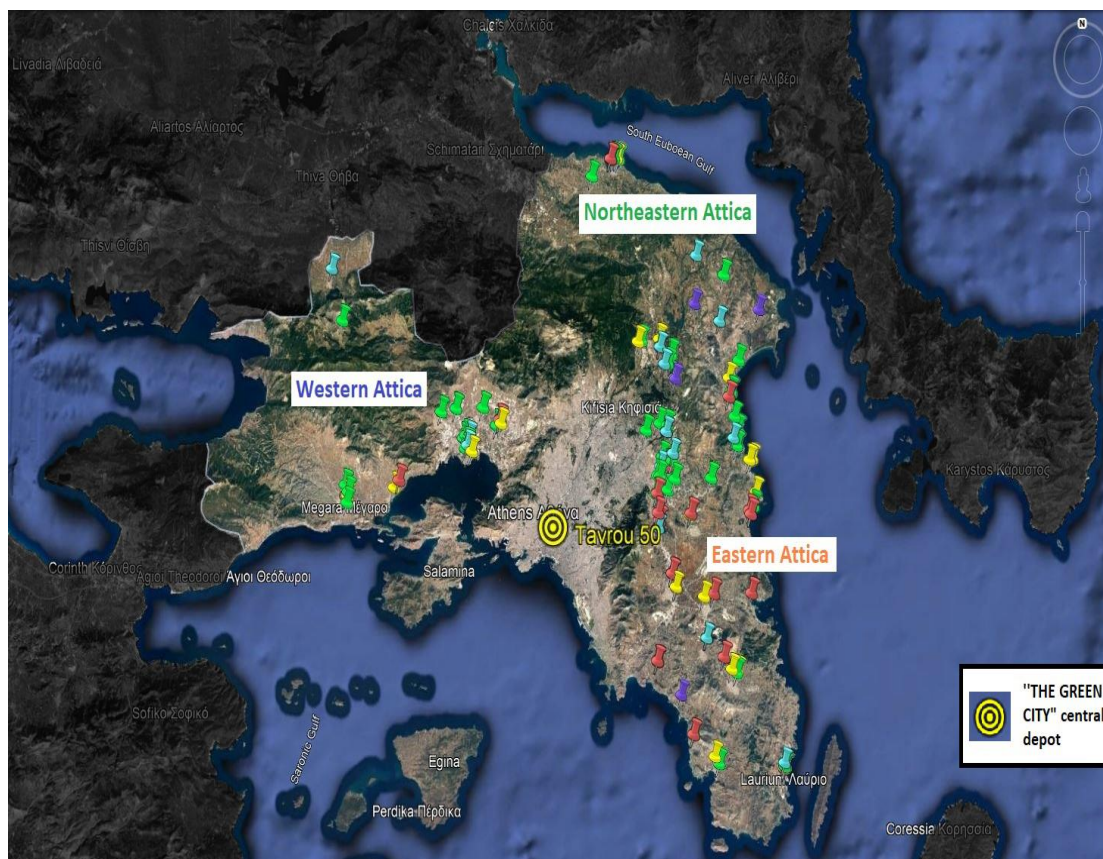 Chalcis Χαλκίδα
Livadia Λιβαδειά
Aliveri Αλιβέρι
Aliartos Αλίαρτος
South Euboean Gulf
Schimatari Σχηματάρι
Thiva Θήβα
Northeastern Attica
Thisvi Θίσβη
Western Attica
Kifisia Κηφισιά
Karystos Κάρυστος
Megara Μέγαρα
Athens Αθήνα
Tavrou 50
Eastern Attica
Corinth Κόρινθος
Agioi Theodoroi Άγιοι Θεόδωροι
Salamina
"THE GREEN
CITY" central
depot
Sofiko Σοφικό
Saronic Gulf
Egina
Laurium Λαύριο
Perdika Πέρδικα
Coressia Κορησσία
N